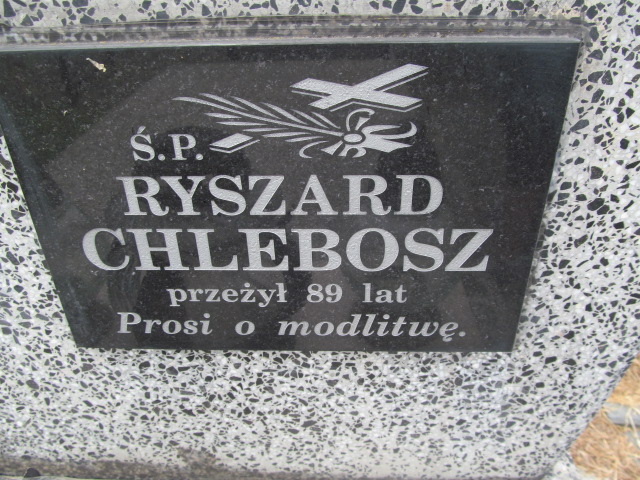 Ś.P.
RYSZARD
CHLEBOSZ
przeżył 89 lat
Prosi o modlitwę.